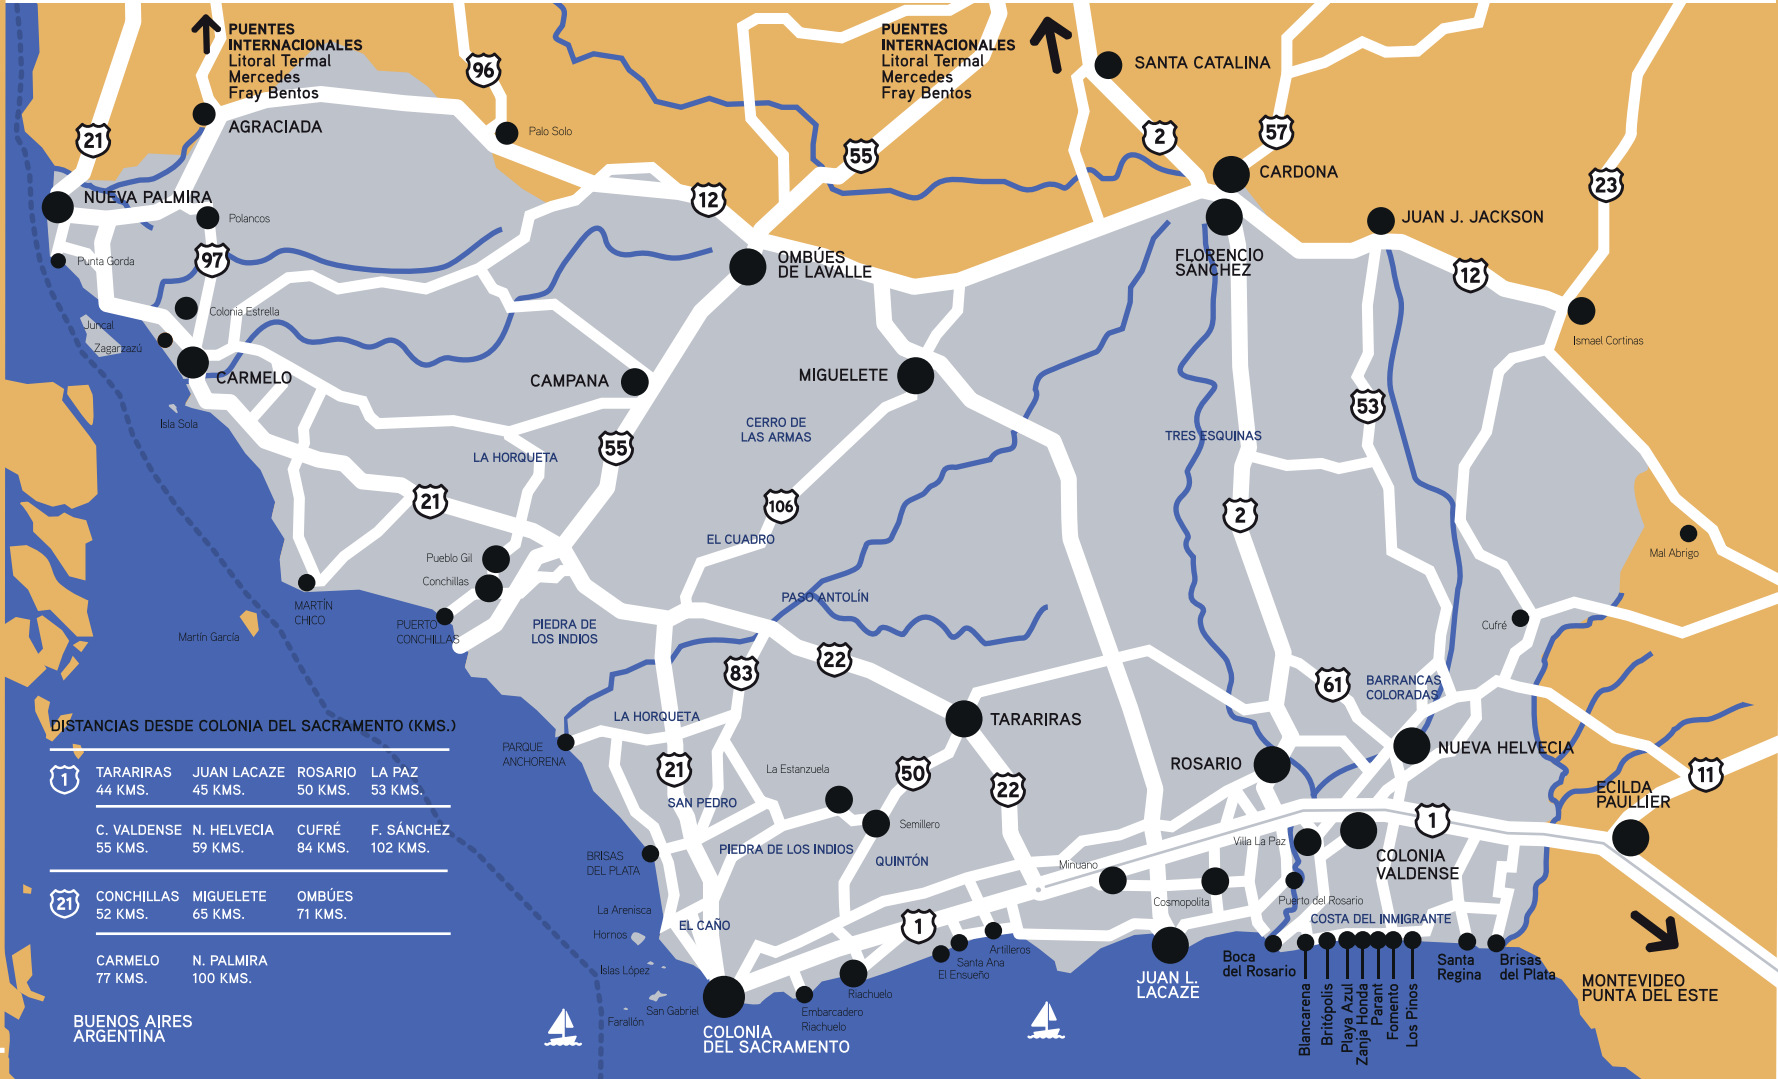 PUENTES
INTERNACIONALES
Litoral Termal
Mercedes
Fray Bentos
PUENTES
INTERNACIONALES
Litoral Termal
Mercedes
Fray Bentos
96
SANTA CATALINA
21
AGRACIADA
Palo Solo
55
2
57
CARDONA
23
NUEVA PALMIRA
12
Polancos
JUAN J. JACKSON
97
Punta Gorda
OMBÚES
DE LAVALLE
FLORENCIO
SÁNCHEZ
12
Colonia Estrella
Juncal
Zagarzazú
Ismael Cortinas
CARMELO
CAMPANA
MIGUELETE
53
Isla Sola
CERRO DE
LAS ARMAS
TRES ESQUINAS
LA HORQUETA
55
21
106
2
EL CUADRO
Pueblo Gil
Mal Abrigo
Conchillas
MARTÍN
CHICO
PASO ANTOLÍN
PUERTO
CONCHILLAS
PIEDRA DE
LOS INDIOS
Martín García
Cufré
83
22
61
BARRANCAS
COLORADAS
LA HORQUETA
TARARIRAS
DISTANCIAS DESDE COLONIA DEL SACRAMENTO (KMS.)
PARQUE
ANCHORENA
NUEVA HELVECIA
ROSARIO
1
TARARIRAS JUAN LACAZE ROSARIO LA PAZ
44 KMS. 45 KMS. 50 KMS. 53 KMS.
21
La Estanzuela
50
22
11
ECILDA
PAULLIER
SAN PEDRO
C. VALDENSE N. HELVECIA CUFRÉ F. SÁNCHEZ
55 KMS. 59 KMS. 84 KMS. 102 KMS.
Semillero
1
Villa La Paz
BRISAS
DEL PLATA
PIEDRA DE LOS INDIOS
QUINTÓN
Minuano
COLONIA
VALDENSE
21
CONCHILLAS MIGUELETE OMBÚES
52 KMS. 65 KMS. 71 KMS.
La Arenisca
Cosmopolita
Puerto del Rosario
COSTA DEL INMIGRANTE
EL CAÑO
1
Hornos
Artilleros
Santa Ana
El Ensueño
CARMELO N. PALMIRA
77 KMS. 100 KMS.
Islas López
Boca
del Rosario
Santa
Regina
Brisas
del Plata
JUAN L.
LACAZE
MONTEVIDEO
PUNTA DEL ESTE
Riachuelo
San Gabriel
Farallón
Embarcadero
Riachuelo
Blancarena
Britópolis
Playa Azul
Zanja Honda
Parant
Fomento
Los Pinos
BUENOS AIRES
ARGENTINA
COLONIA
DEL SACRAMENTO